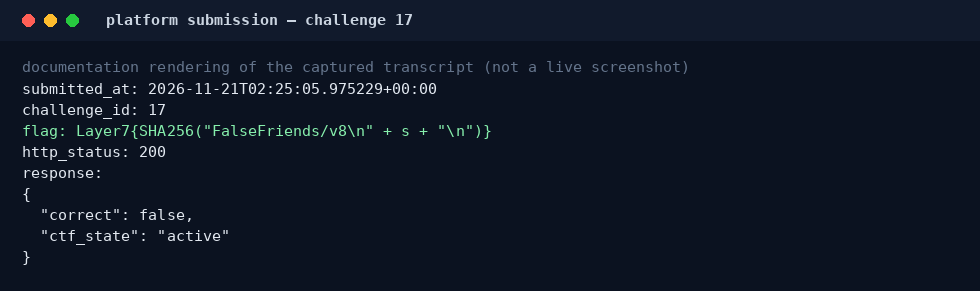 platform submission — challenge 17
documentation rendering of the captured transcript (not a live screenshot)
submitted_at: 2026-11-21T02:25:05.975229+00:00
challenge_id: 17
flag: Layer7{SHA256("FalseFriends/v8\n" + s + "\n")}
http_status: 200
response:
{
  "correct": false,
  "ctf_state": "active"
}